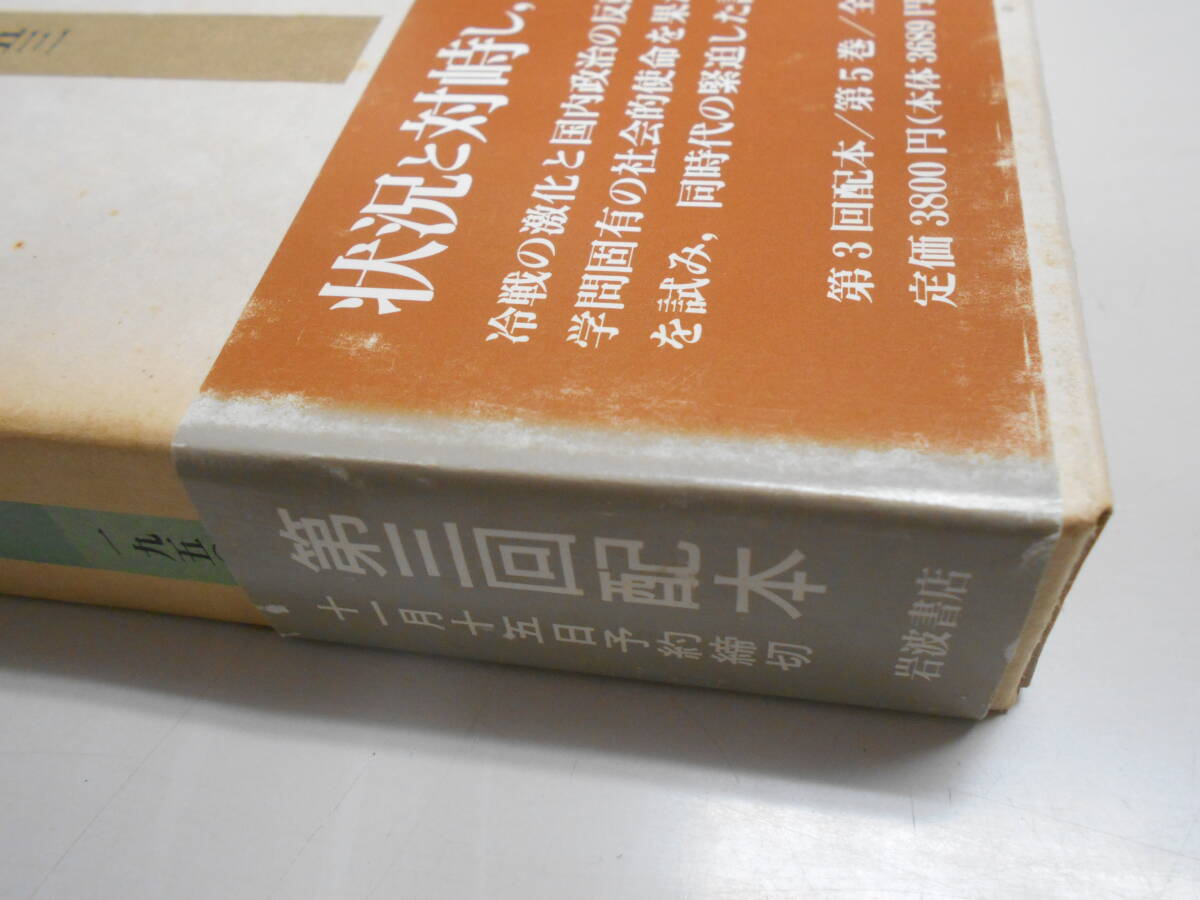 状況と対峙し,
冷戦の激化と国内政治の反
学問固有の社会的使命を果
を試み, 同時代の緊迫した
第3回配本/第5巻/全
定価 3800円(本体 3689円
第三回配本
十一月十五日予約締切
岩波書店
一九五
五三